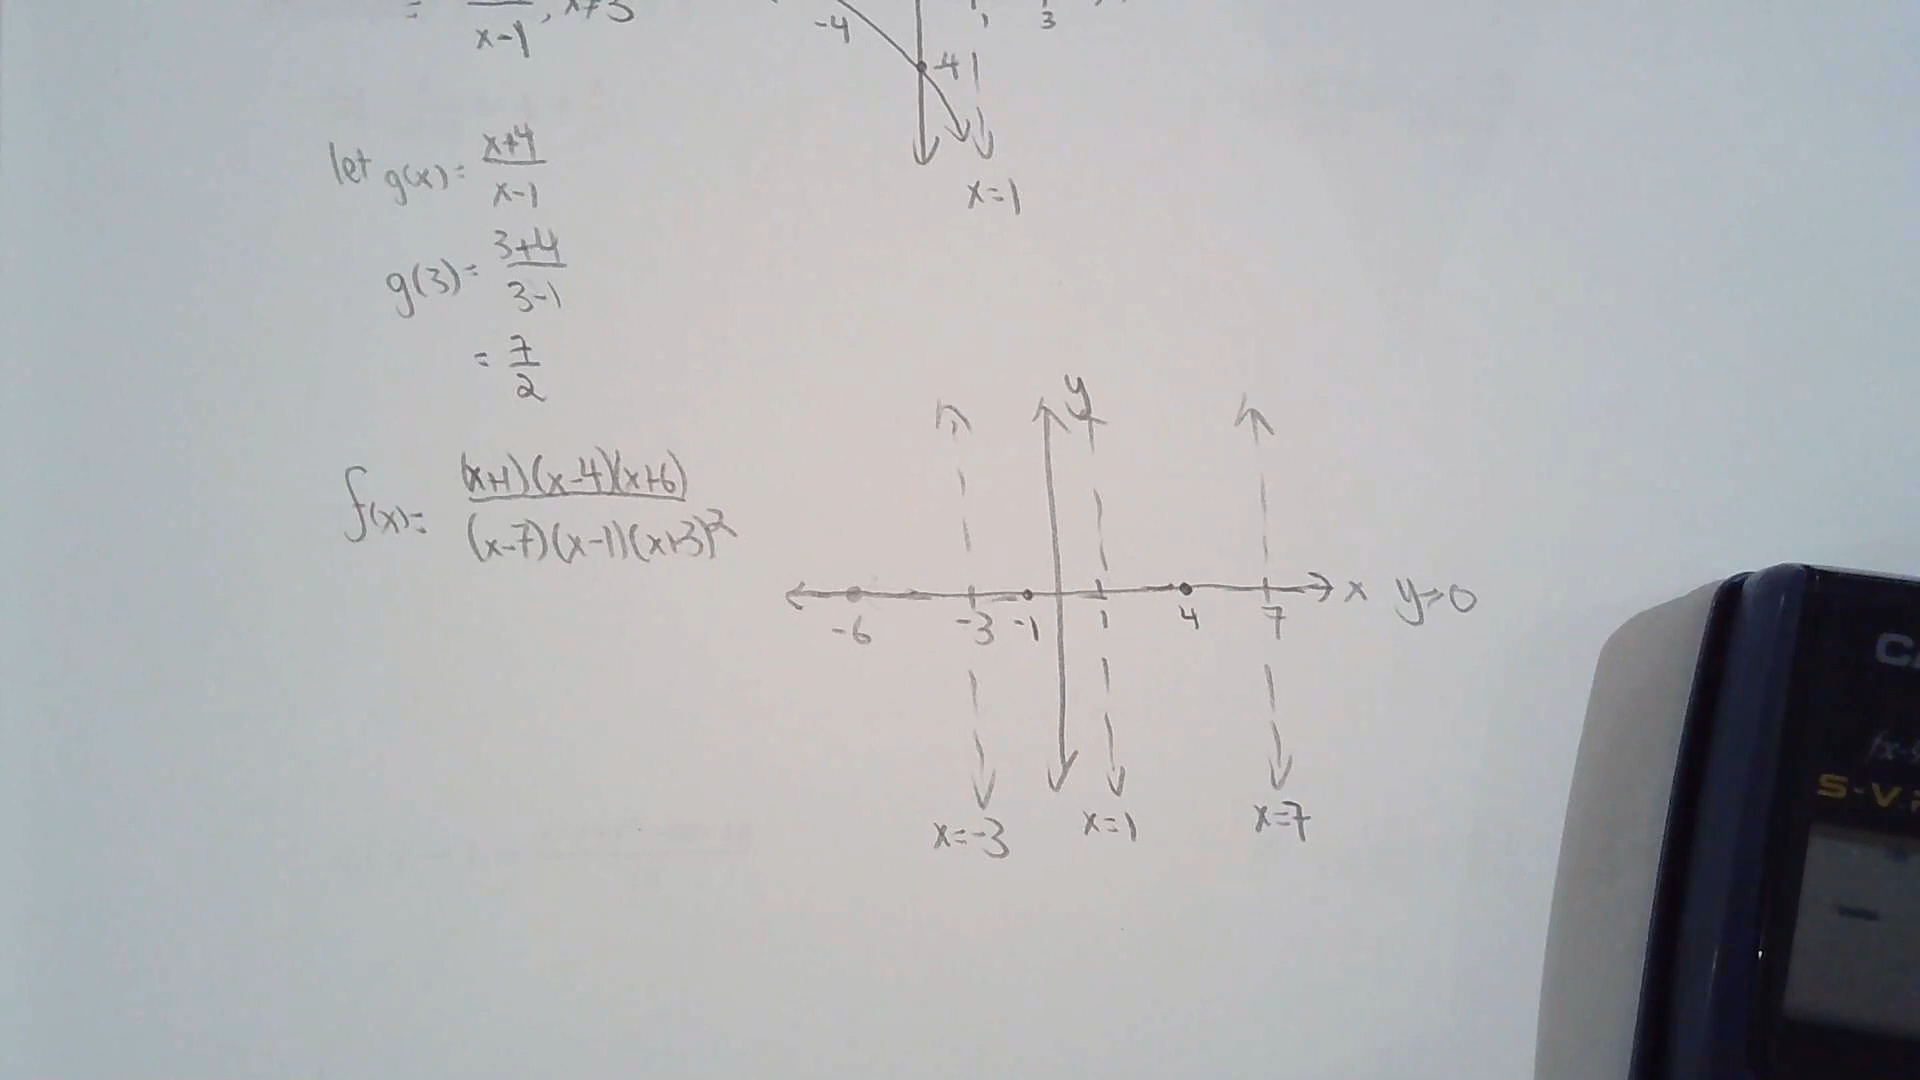 = x-1 , x≠3
-4 1 3
-4
x=1
let g(x)= x+4 / x-1
g(3)= 3+4 / 3-1
= 7/2
y
f(x)= (x+1)(x-4)(x+6) / (x-7)(x-1)(x+3)²
x y=0
-6 -3 -1 1 4 7
x=-3 x=1 x=7
S-V.